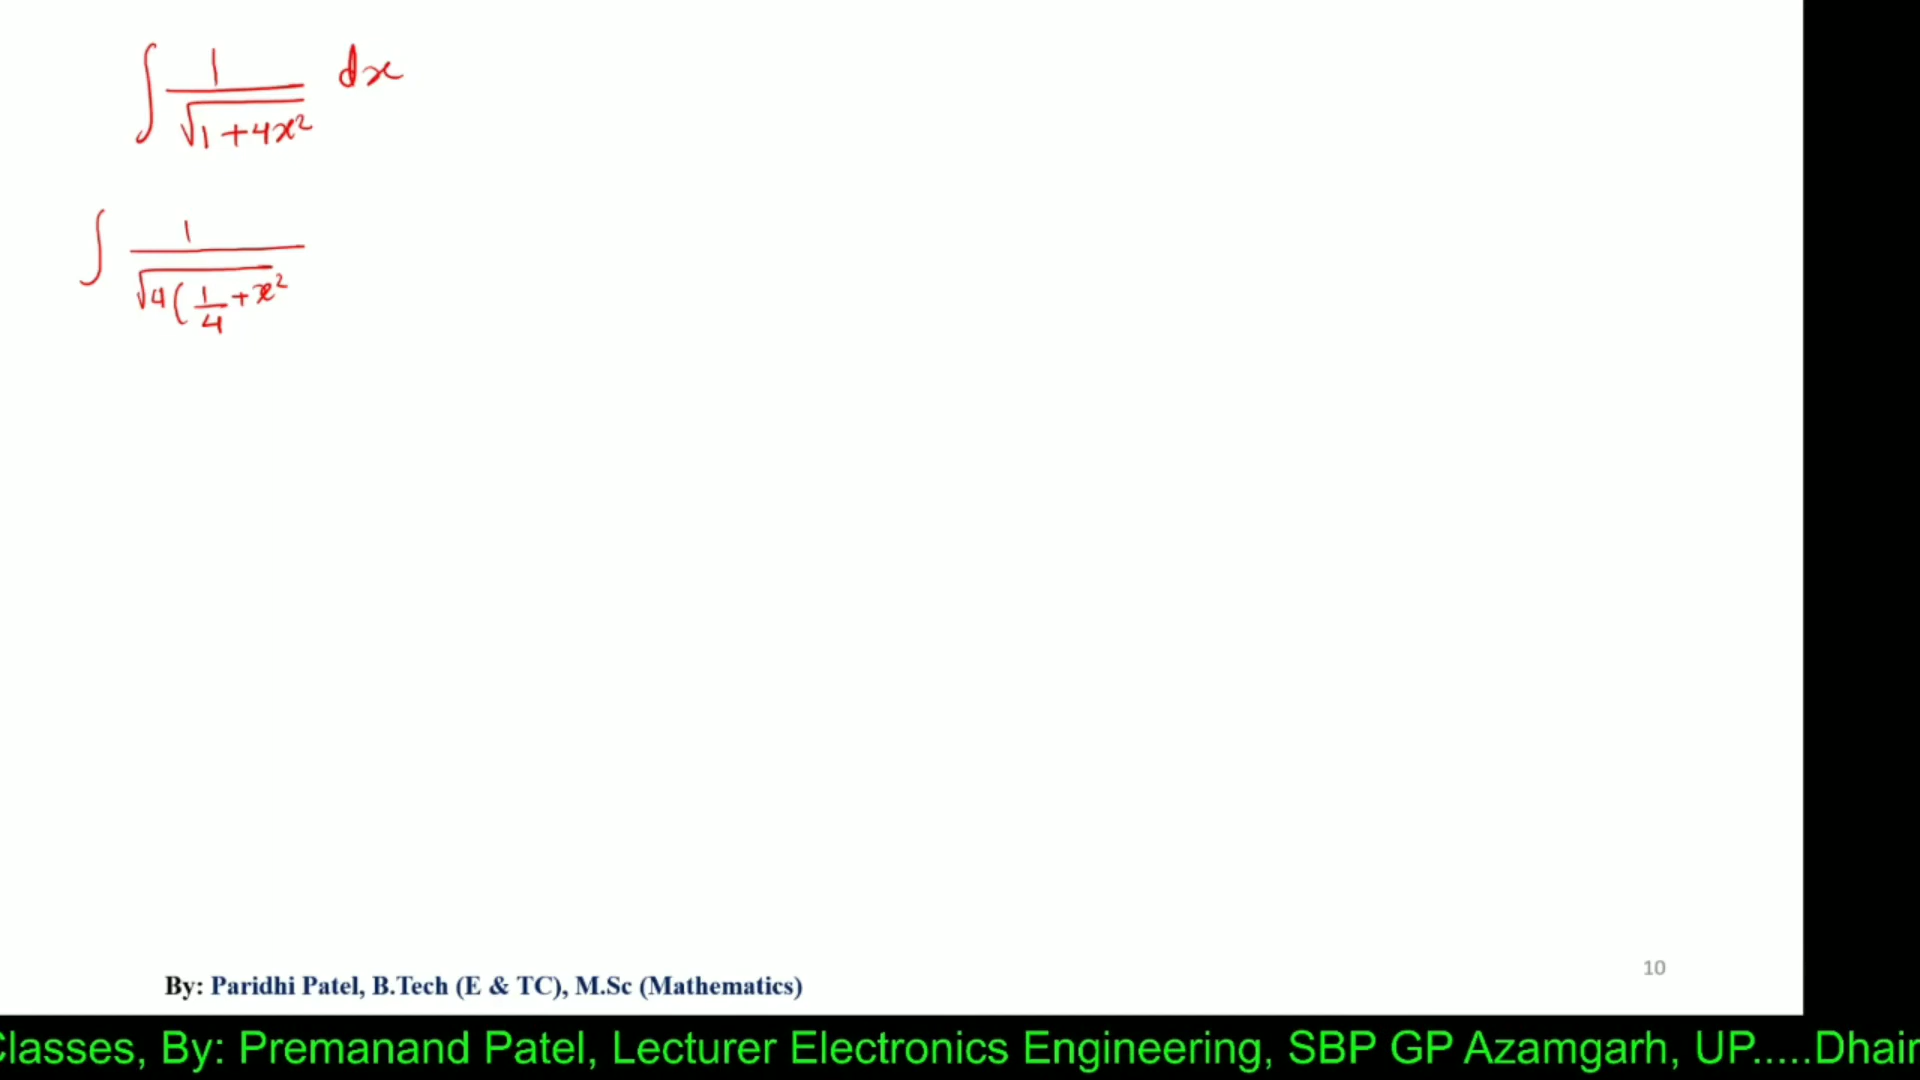 ∫ 1/√(1+4x²) dx
∫ 1/√(4(1/4+x²
10
By: Paridhi Patel, B.Tech (E & TC), M.Sc (Mathematics)
Classes, By: Premanand Patel, Lecturer Electronics Engineering, SBP GP Azamgarh, UP.....Dhair